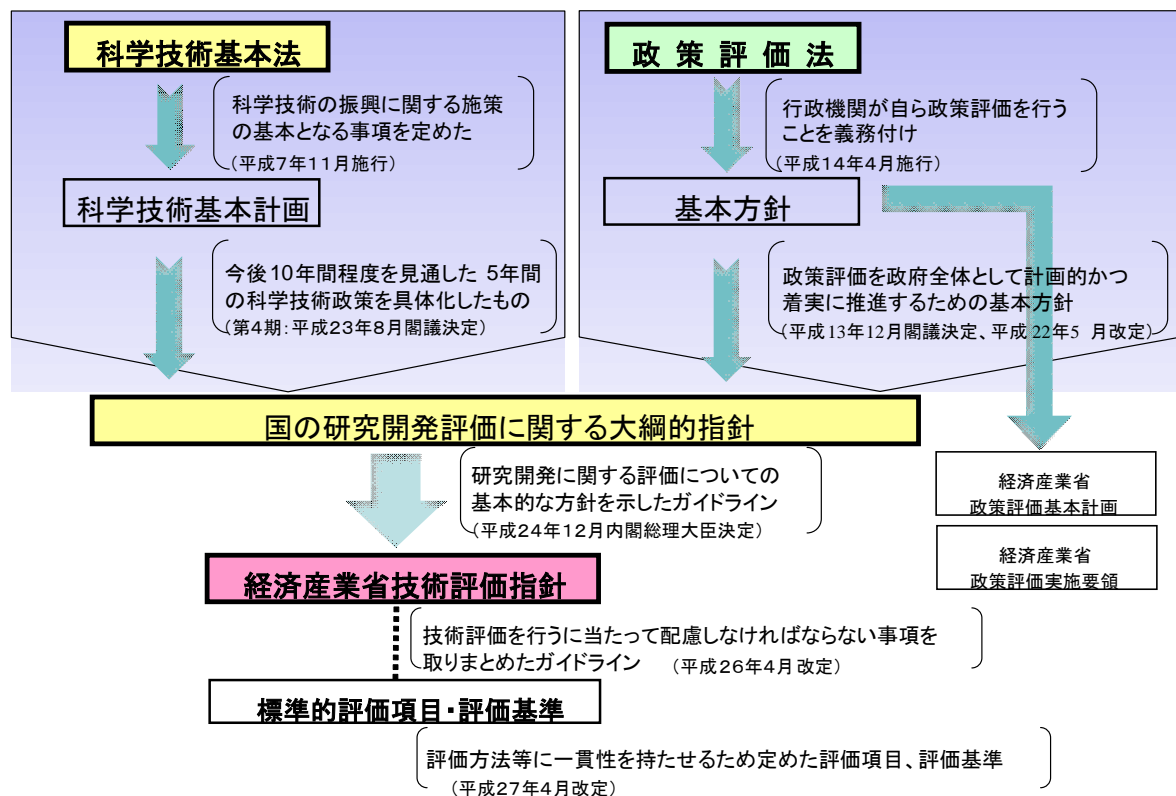 科学技術基本法
科学技術の振興に関する施策
の基本となる事項を定めた
（平成7年11月施行）
科学技術基本計画
今後10年間程度を見通した 5年間
の科学技術政策を具体化したもの
（第4期：平成23年8月閣議決定）
政 策 評 価 法
行政機関が自ら政策評価を行う
ことを義務付け
（平成14年4月施行）
基本方針
政策評価を政府全体として計画的かつ
着実に推進するための基本方針
（平成13年12月閣議決定、平成 22年5 月改定）
国の研究開発評価に関する大綱的指針
研究開発に関する評価についての
基本的な方針を示したガイドライン
（平成24年12月内閣総理大臣決定）
経済産業省
政策評価基本計画
経済産業省
政策評価実施要領
経済産業省技術評価指針
技術評価を行うに当たって配慮しなければならない事項を
取りまとめたガイドライン （平成26年4月改定）
標準的評価項目・評価基準
評価方法等に一貫性を持たせるため定めた評価項目、評価基準
（平成27年4月改定）